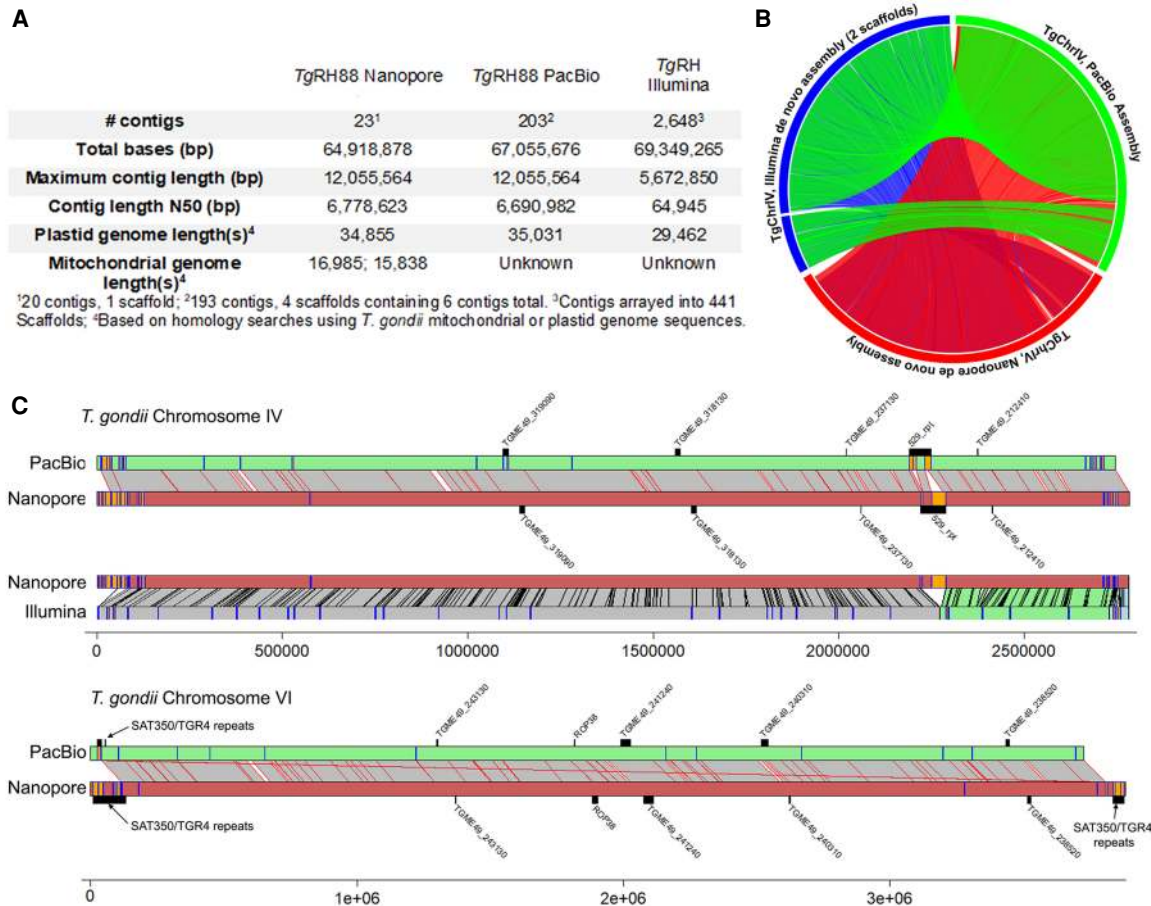 A
TgRH88 Nanopore TgRH88 PacBio TgRH Illumina
# contigs 23¹ 203² 2,648³
Total bases (bp) 64,918,878 67,055,676 69,349,265
Maximum contig length (bp) 12,055,564 12,055,564 5,672,850
Contig length N50 (bp) 6,778,623 6,690,982 64,945
Plastid genome length(s)⁴ 34,855 35,031 29,462
Mitochondrial genome length(s)⁴ 16,985; 15,838 Unknown Unknown
¹20 contigs, 1 scaffold; ²193 contigs, 4 scaffolds containing 6 contigs total. ³Contigs arrayed into 441
Scaffolds; ⁴Based on homology searches using T. gondii mitochondrial or plastid genome sequences.
B
TgChrIV, Illumina de novo assembly (2 scaffolds)
TgChrIV, PacBio Assembly
TgChrIV, Nanopore de novo assembly
C
T. gondii Chromosome IV
TGME49_319090 TGME49_318130 TGME49_237130 529_rpt TGME49_212410
PacBio
Nanopore
TGME49_319090 TGME49_318130 TGME49_237130 529_rpt TGME49_212410
Nanopore
Illumina
0 500000 1000000 1500000 2000000 2500000
T. gondii Chromosome VI
SAT350/TGR4 repeats TGME49_243130 ROP38 TGME49_241240 TGME49_240310 TGME49_238520
PacBio
Nanopore
SAT350/TGR4 repeats TGME49_243130 ROP38 TGME49_241240 TGME49_240310 TGME49_238520 SAT350/TGR4
repeats
0 1e+06 2e+06 3e+06